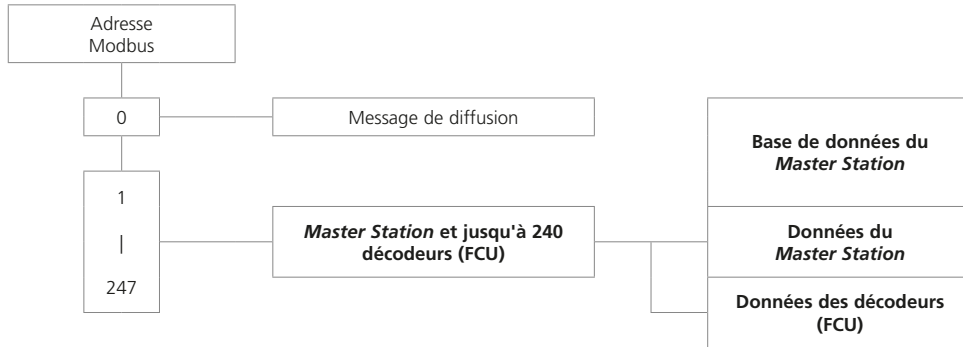 Adresse
Modbus
0
Message de diffusion
Base de données du
Master Station
1
|
247
Master Station et jusqu'à 240
décodeurs (FCU)
Données du
Master Station
Données des décodeurs
(FCU)